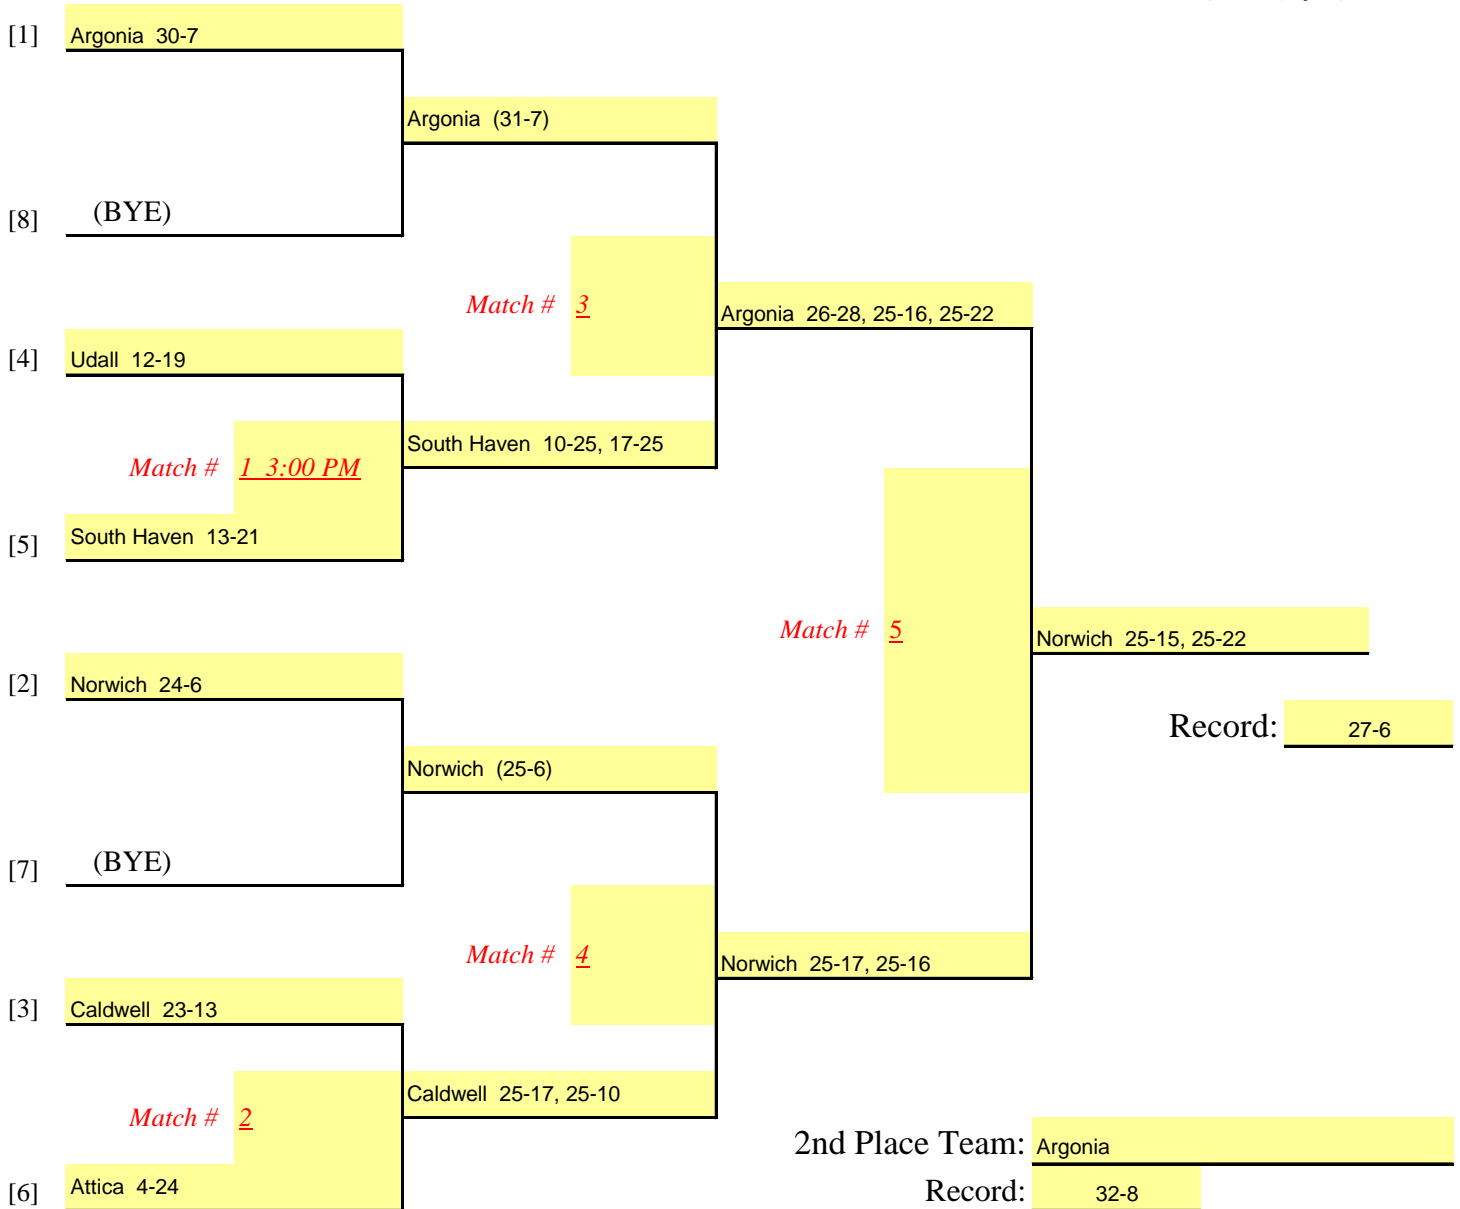 [1] Argonia 30-7
Argonia (31-7)
[8] (BYE)
Match # 3
Argonia 26-28, 25-16, 25-22
[4] Udall 12-19
South Haven 10-25, 17-25
Match # 1 3:00 PM
[5] South Haven 13-21
Match # 5
Norwich 25-15, 25-22
[2] Norwich 24-6
Record: 27-6
Norwich (25-6)
[7] (BYE)
Match # 4
Norwich 25-17, 25-16
[3] Caldwell 23-13
Caldwell 25-17, 25-10
Match # 2
2nd Place Team: Argonia
[6] Attica 4-24
Record: 32-8